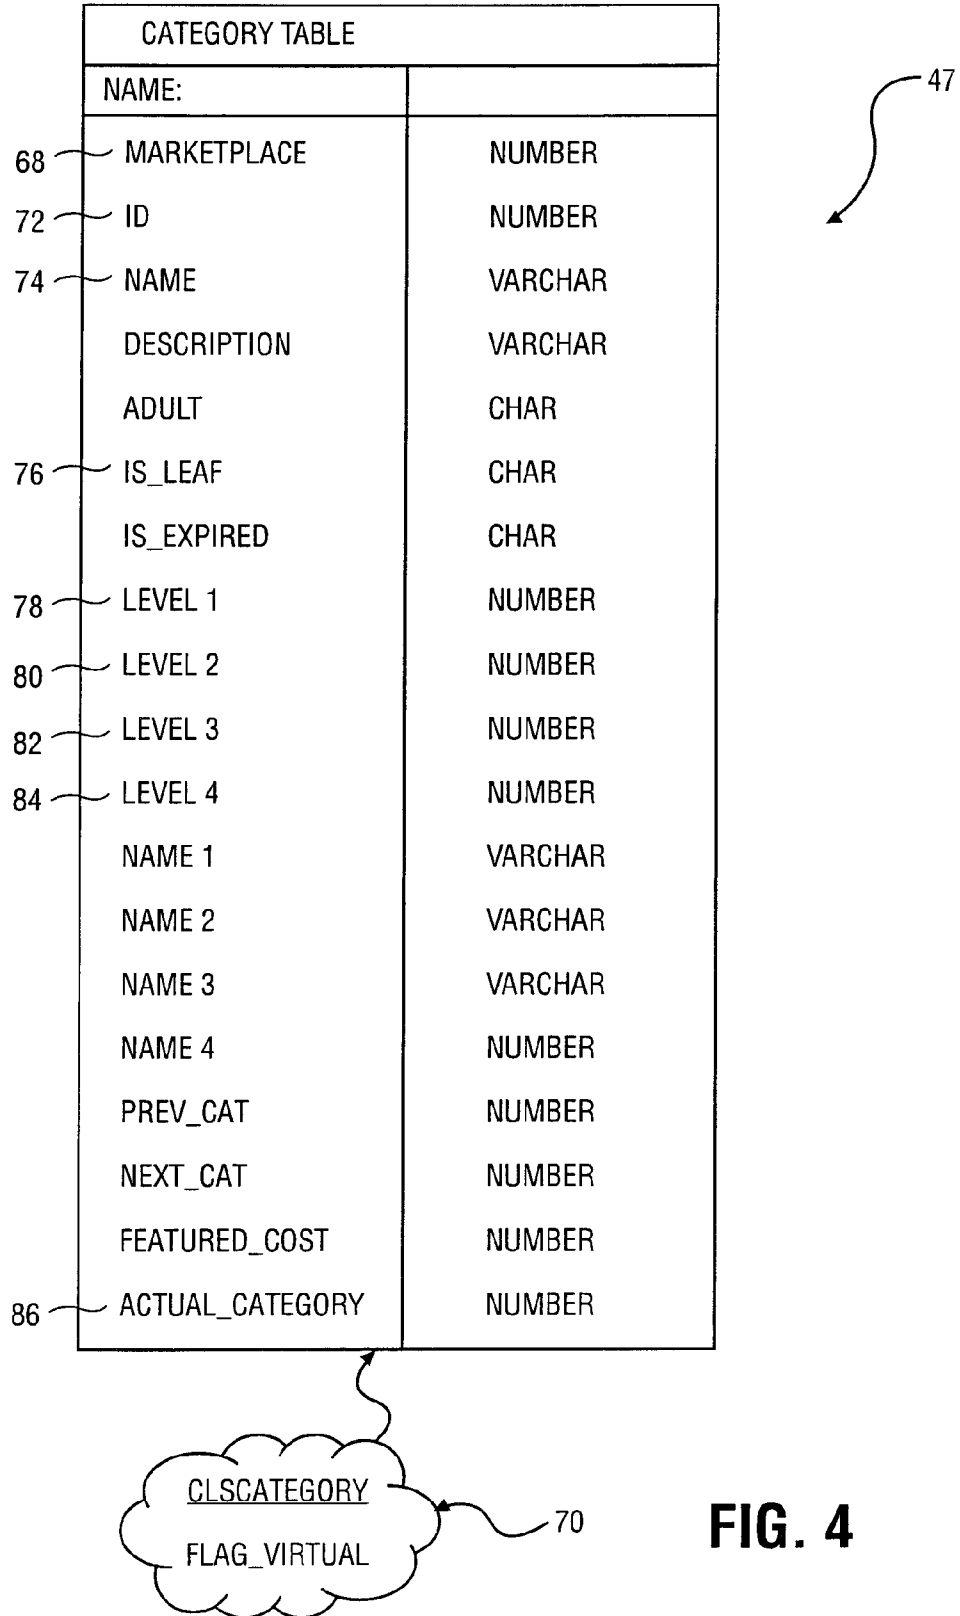 CATEGORY TABLE
NAME:
47
68 MARKETPLACE NUMBER
72 ID NUMBER
74 NAME VARCHAR
DESCRIPTION VARCHAR
ADULT CHAR
76 IS_LEAF CHAR
IS_EXPIRED CHAR
78 LEVEL 1 NUMBER
80 LEVEL 2 NUMBER
82 LEVEL 3 NUMBER
84 LEVEL 4 NUMBER
NAME 1 VARCHAR
NAME 2 VARCHAR
NAME 3 VARCHAR
NAME 4 NUMBER
PREV_CAT NUMBER
NEXT_CAT NUMBER
FEATURED_COST NUMBER
86 ACTUAL_CATEGORY NUMBER
CLSCATEGORY
70
FLAG_VIRTUAL
FIG. 4